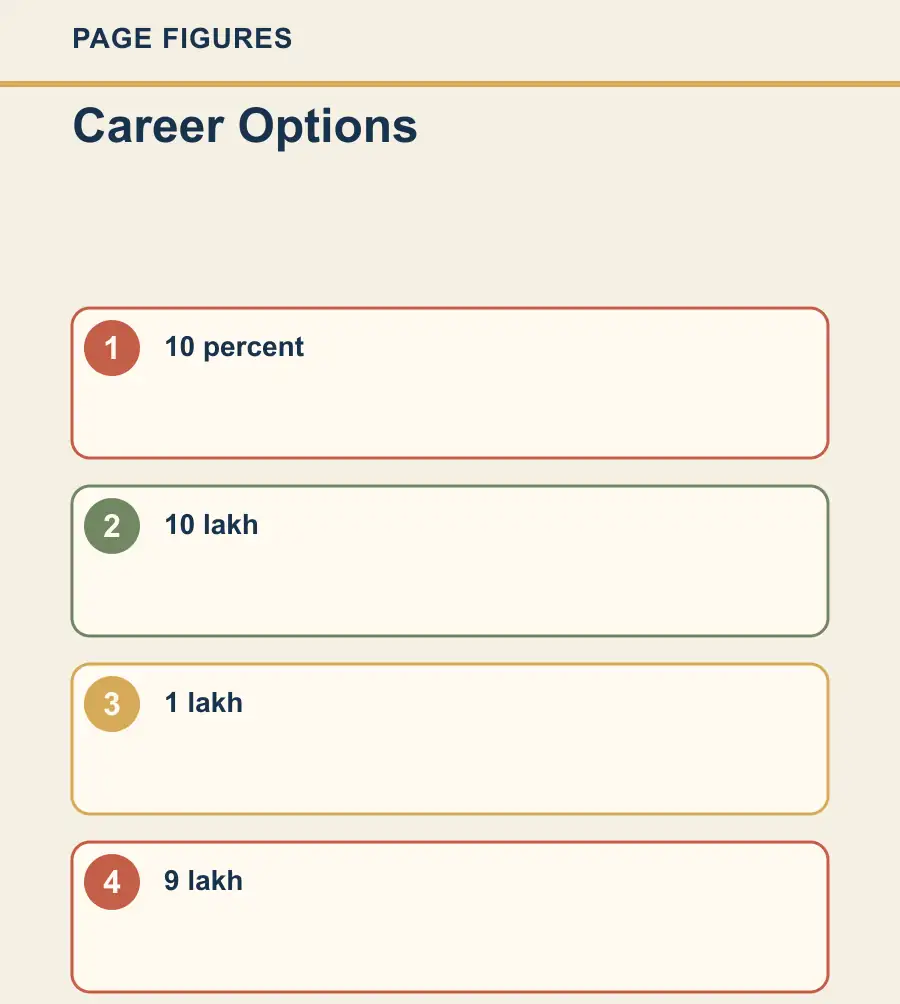 PAGE FIGURES
Career Options
1 10 percent
2 10 lakh
3 1 lakh
4 9 lakh